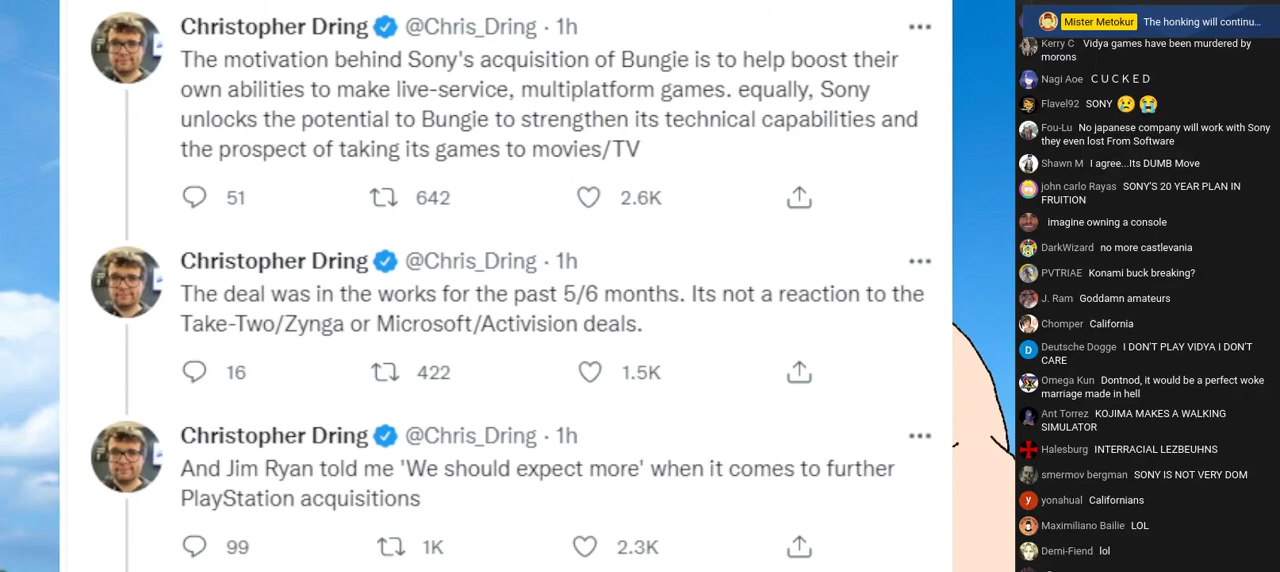 Christopher Dring @Chris_Dring · 1h
The motivation behind Sony's acquisition of Bungie is to help boost their
own abilities to make live-service, multiplatform games. equally, Sony
unlocks the potential to Bungie to strengthen its technical capabilities and
the prospect of taking its games to movies/TV
51 642 2.6K
Christopher Dring @Chris_Dring · 1h
The deal was in the works for the past 5/6 months. Its not a reaction to the
Take-Two/Zynga or Microsoft/Activision deals.
16 422 1.5K
Christopher Dring @Chris_Dring · 1h
And Jim Ryan told me 'We should expect more' when it comes to further
PlayStation acquisitions
99 1K 2.3K
Mister Metokur The honking will continu...
Kerry C Vidya games have been murdered by
morons
Nagi Aoe C U C K E D
Flavel92 SONY 😢 😭
Fou-Lu No japanese company will work with Sony
they even lost From Software
Shawn M I agree...Its DUMB Move
john carlo Rayas SONY'S 20 YEAR PLAN IN
FRUITION
imagine owning a console
DarkWizard no more castlevania
PVTRIAE Konami buck breaking?
J. Ram Goddamn amateurs
Chomper California
D Deutsche Dogge I DON'T PLAY VIDYA I DON'T
CARE
Omega Kun Dontnod, it would be a perfect woke
marriage made in hell
Ant Torrez KOJIMA MAKES A WALKING
SIMULATOR
Halesburg INTERRACIAL LEZBEUHNS
smermov bergman SONY IS NOT VERY DOM
y yonahual Californians
Maximiliano Bailie LOL
Demi-Fiend lol